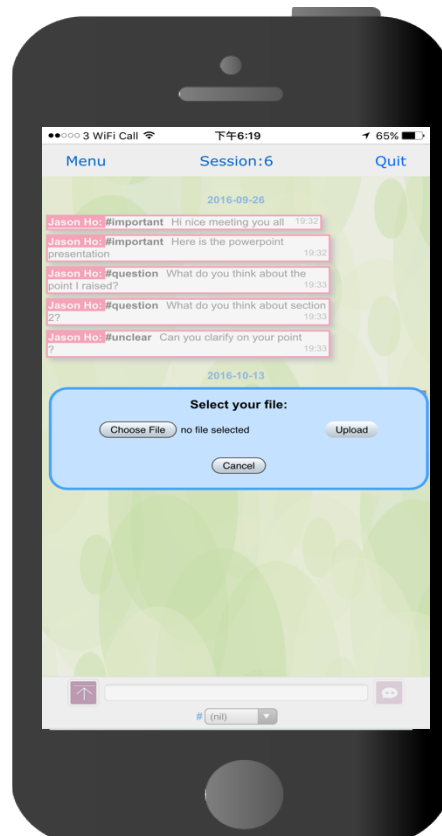 3 WiFi Call 下午6:19 65%
Menu Session:6 Quit
2016-09-26
Jason Ho: #important Hi nice meeting you all 19:32
Jason Ho: #important Here is the powerpoint
presentation 19:32
Jason Ho: #question What do you think about the
point I raised? 19:33
Jason Ho: #question What do you think about section
2? 19:33
Jason Ho: #unclear Can you clarify on your point
? 19:33
2016-10-13
Select your file:
Choose File no file selected Upload
Cancel
# (nil)